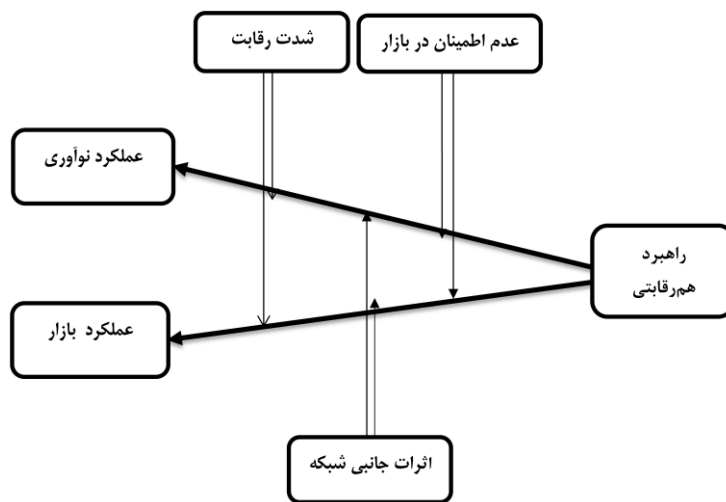 عدم اطمینان در بازار
شدت رقابت
عملکرد نوآوری
راهبرد
هم‌رقابتی
عملکرد بازار
اثرات جانبی شبکه